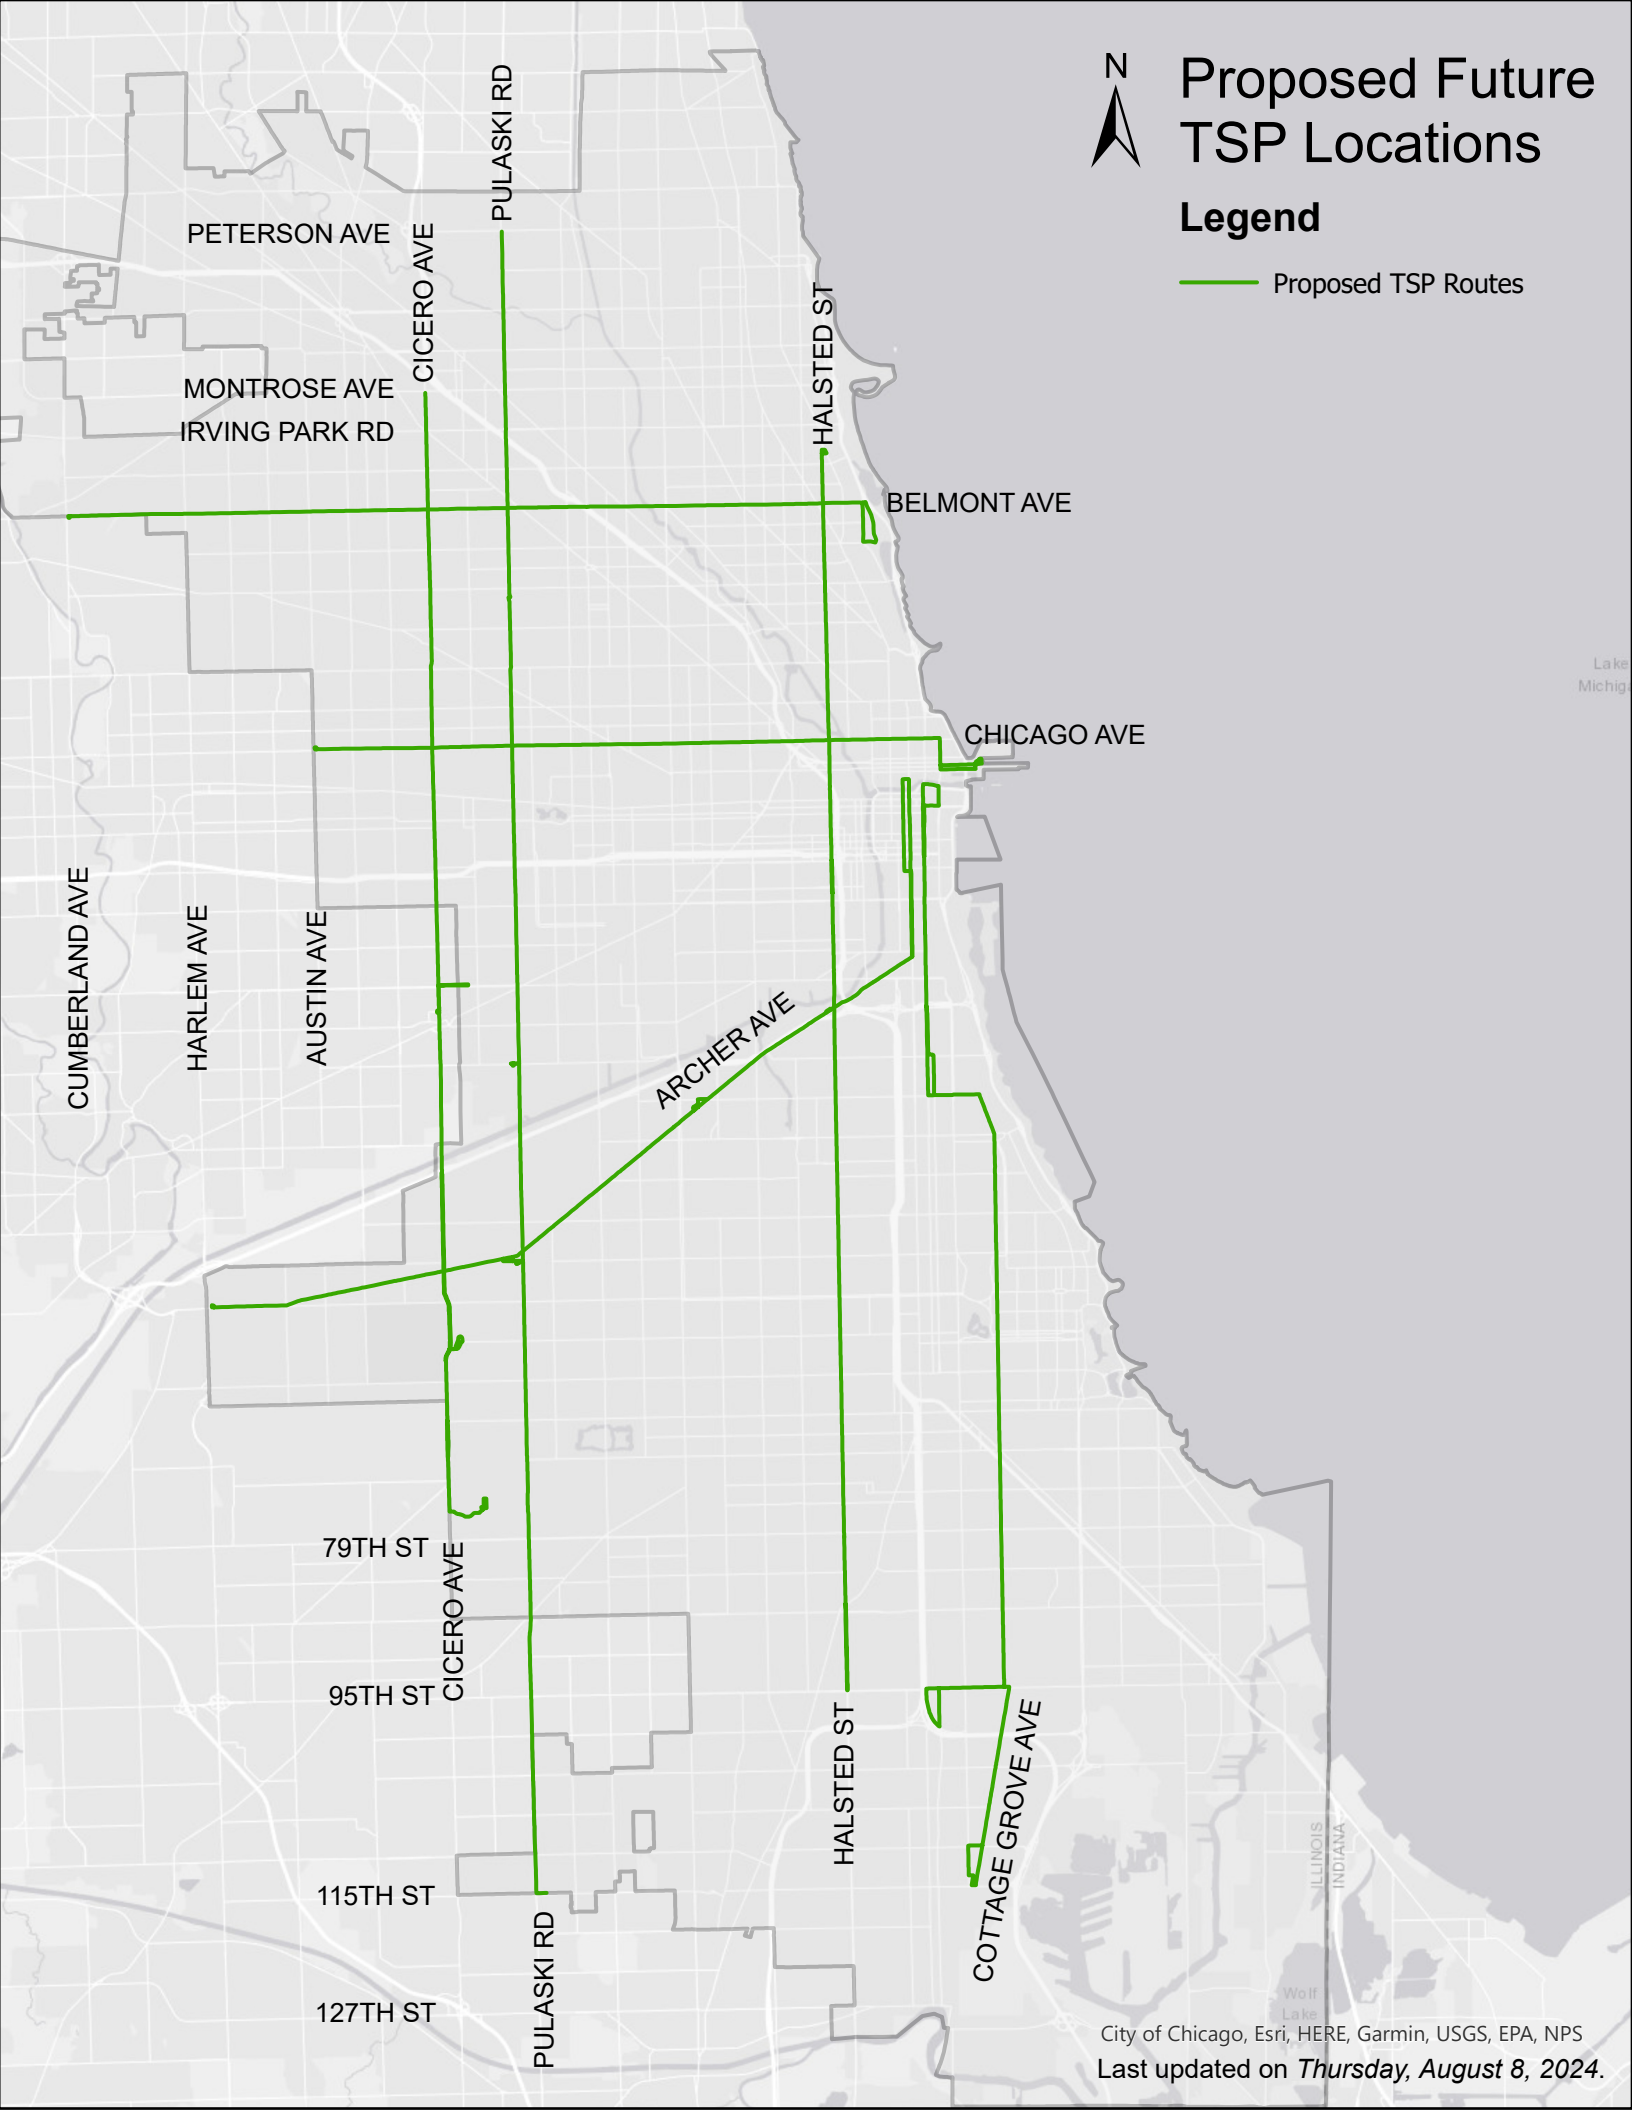 N
Proposed Future
TSP Locations
Legend
Proposed TSP Routes
PULASKI RD
PETERSON AVE
CICERO AVE
HALSTED ST
MONTROSE AVE
IRVING PARK RD
BELMONT AVE
Lake
Michig
CHICAGO AVE
CUMBERLAND AVE
HARLEM AVE
AUSTIN AVE
ARCHER AVE
79TH ST
CICERO AVE
95TH ST
HALSTED ST
COTTAGE GROVE AVE
ILLINOIS
INDIANA
115TH ST
PULASKI RD
127TH ST
Wolf
Lake
City of Chicago, Esri, HERE, Garmin, USGS, EPA, NPS
Last updated on Thursday, August 8, 2024.